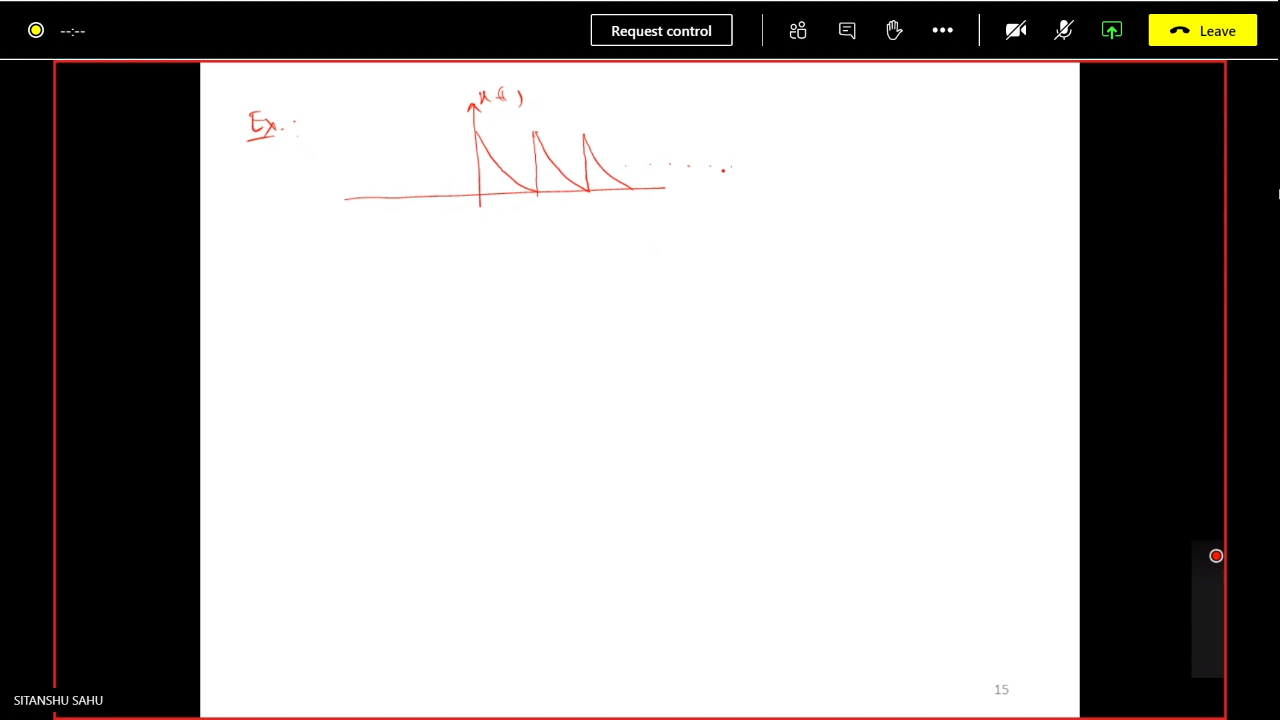 --:-- Request control Leave
x(t)
Ex.:
15
SITANSHU SAHU